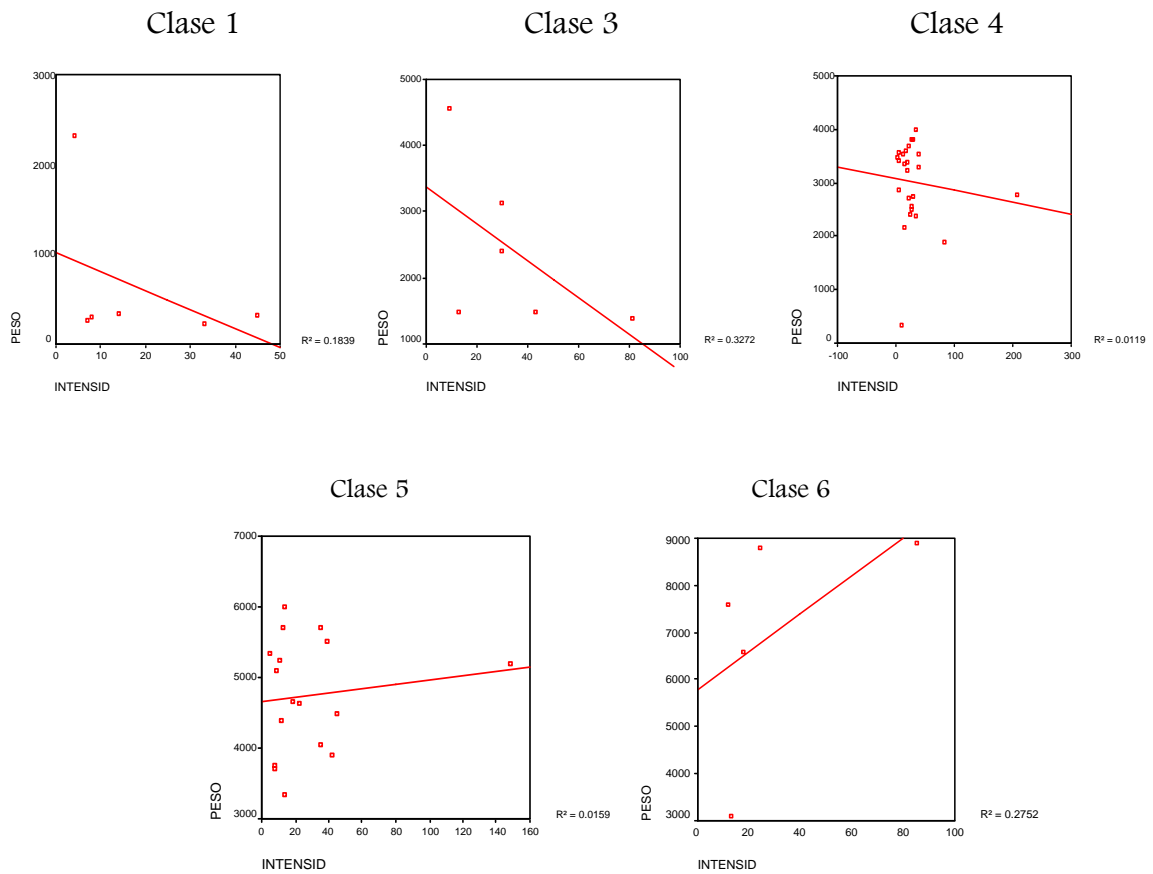 Clase 1
3000
2000
1000
0
PESO
0 10 20 30 40 50
INTENSID
R² = 0.1839
Clase 3
5000
4000
3000
2000
1000
PESO
0 20 40 60 80 100
INTENSID
R² = 0.3272
Clase 4
5000
4000
3000
2000
1000
0
PESO
-100 0 100 200 300
INTENSID
R² = 0.0119
Clase 5
7000
6000
5000
4000
3000
PESO
0 20 40 60 80 100 120 140 160
INTENSID
R² = 0.0159
Clase 6
9000
8000
7000
6000
5000
4000
3000
PESO
0 20 40 60 80 100
INTENSID
R² = 0.2752